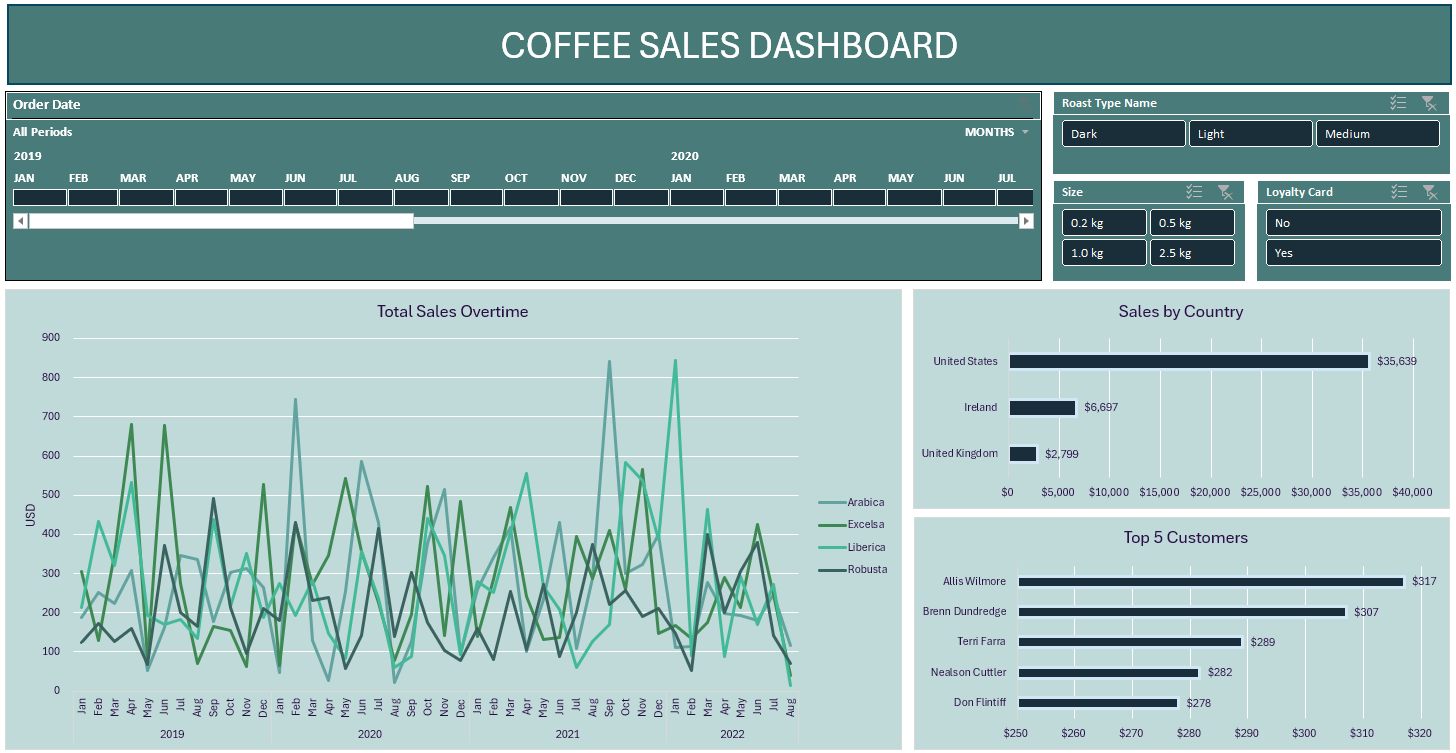 COFFEE SALES DASHBOARD
Order Date
All Periods
MONTHS
2019 2020
JAN FEB MAR APR MAY JUN JUL AUG SEP OCT NOV DEC JAN FEB MAR APR MAY JUN JUL
Roast Type Name
Dark Light Medium
Size
0.2 kg 0.5 kg
1.0 kg 2.5 kg
Loyalty Card
No
Yes
Total Sales Overtime
900
800
700
600
500
400
300
200
100
0
USD
Jan Feb Mar Apr May Jun Jul Aug Sep Oct Nov Dec Jan Feb Mar Apr May Jun Jul Aug Sep Oct Nov Dec Jan Feb Mar Apr May Jun Jul Aug Sep Oct Nov Dec Jan Feb Mar Apr May Jun Jul Aug
2019 2020 2021 2022
Arabica
Excelsa
Liberica
Robusta
Sales by Country
United States $35,639
Ireland $6,697
United Kingdom $2,799
$0 $5,000 $10,000 $15,000 $20,000 $25,000 $30,000 $35,000 $40,000
Top 5 Customers
Allis Wilmore $317
Brenn Dundredge $307
Terri Farra $289
Nealson Cuttler $282
Don Flintiff $278
$250 $260 $270 $280 $290 $300 $310 $320